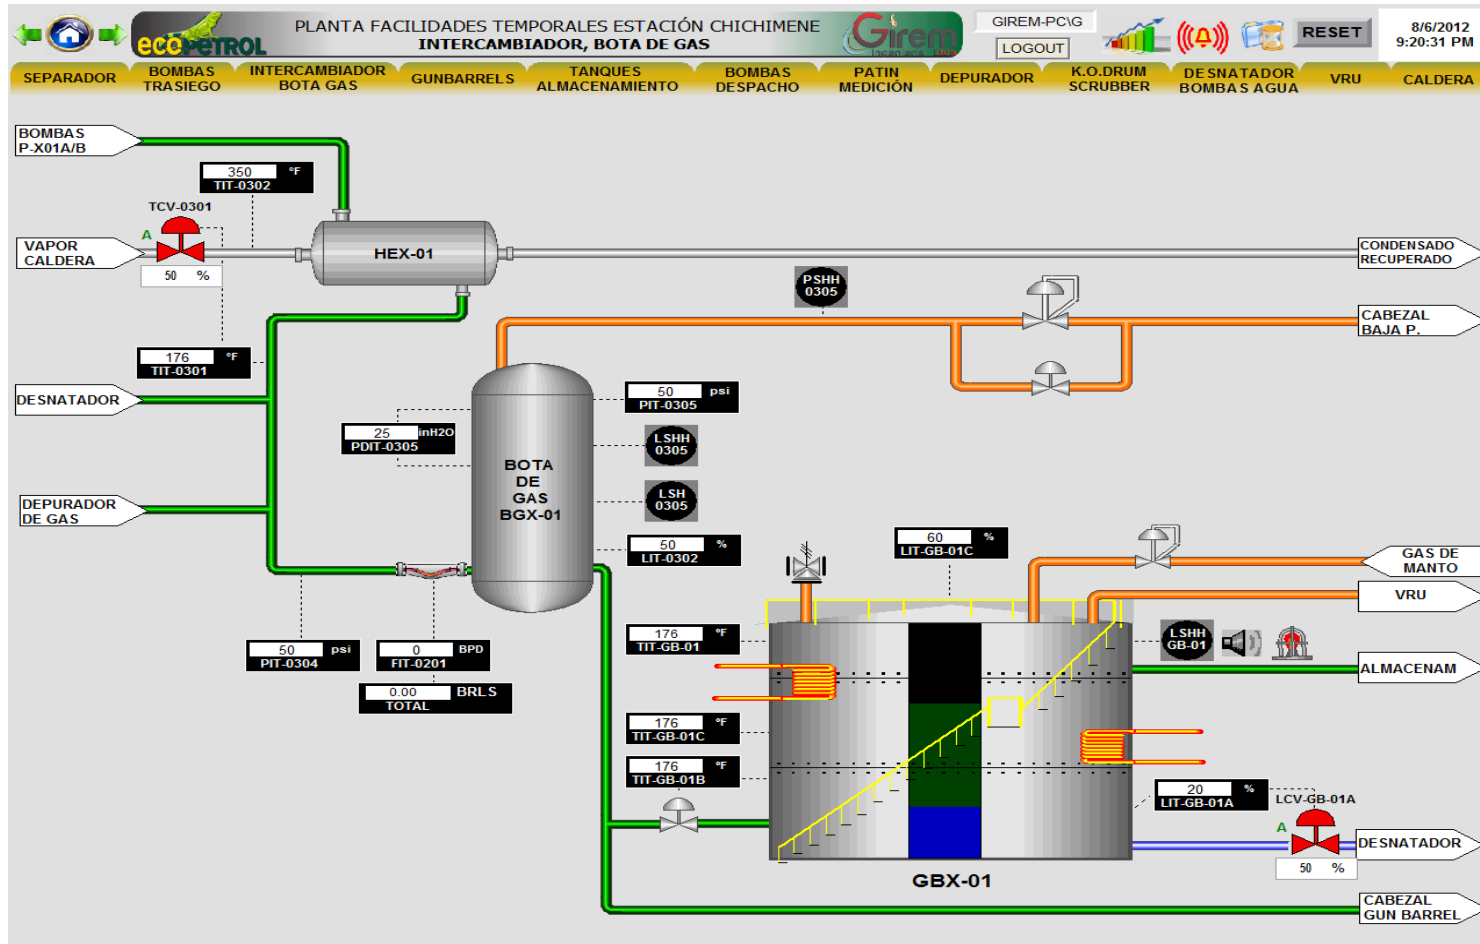 ecopetrol
PLANTA FACILIDADES TEMPORALES ESTACIÓN CHICHIMENE
INTERCAMBIADOR, BOTA DE GAS
Girem
Ingeniería Ltda
GIREM-PC\G
LOGOUT
RESET
8/6/2012
9:20:31 PM
SEPARADOR
BOMBAS
TRASIEGO
INTERCAMBIADOR
BOTA GAS
GUNBARRELS
TANQUES
ALMACENAMIENTO
BOMBAS
DESPACHO
PATIN
MEDICIÓN
DEPURADOR
K.O.DRUM
SCRUBBER
DESNATADOR
BOMBAS AGUA
VRU
CALDERA
BOMBAS
P-X01A/B
350 ºF
TIT-0302
TCV-0301
A
VAPOR
CALDERA
50 %
HEX-01
CONDENSADO
RECUPERADO
PSHH
0305
CABEZAL
BAJA P.
176 ºF
TIT-0301
DESNATADOR
50 psi
PIT-0305
25 inH2O
PDIT-0305
LSHH
0305
BOTA
DE
GAS
BGX-01
LSH
0305
DEPURADOR
DE GAS
50 %
LIT-0302
60 %
LIT-GB-01C
GAS DE
MANTO
VRU
50 psi
PIT-0304
0 BPD
FIT-0201
0.00 BRLS
TOTAL
176 ºF
TIT-GB-01
LSHH
GB-01
ALMACENAM
176 ºF
TIT-GB-01C
176 ºF
TIT-GB-01B
20 %
LIT-GB-01A
LCV-GB-01A
A
DESNATADOR
50 %
GBX-01
CABEZAL
GUN BARREL